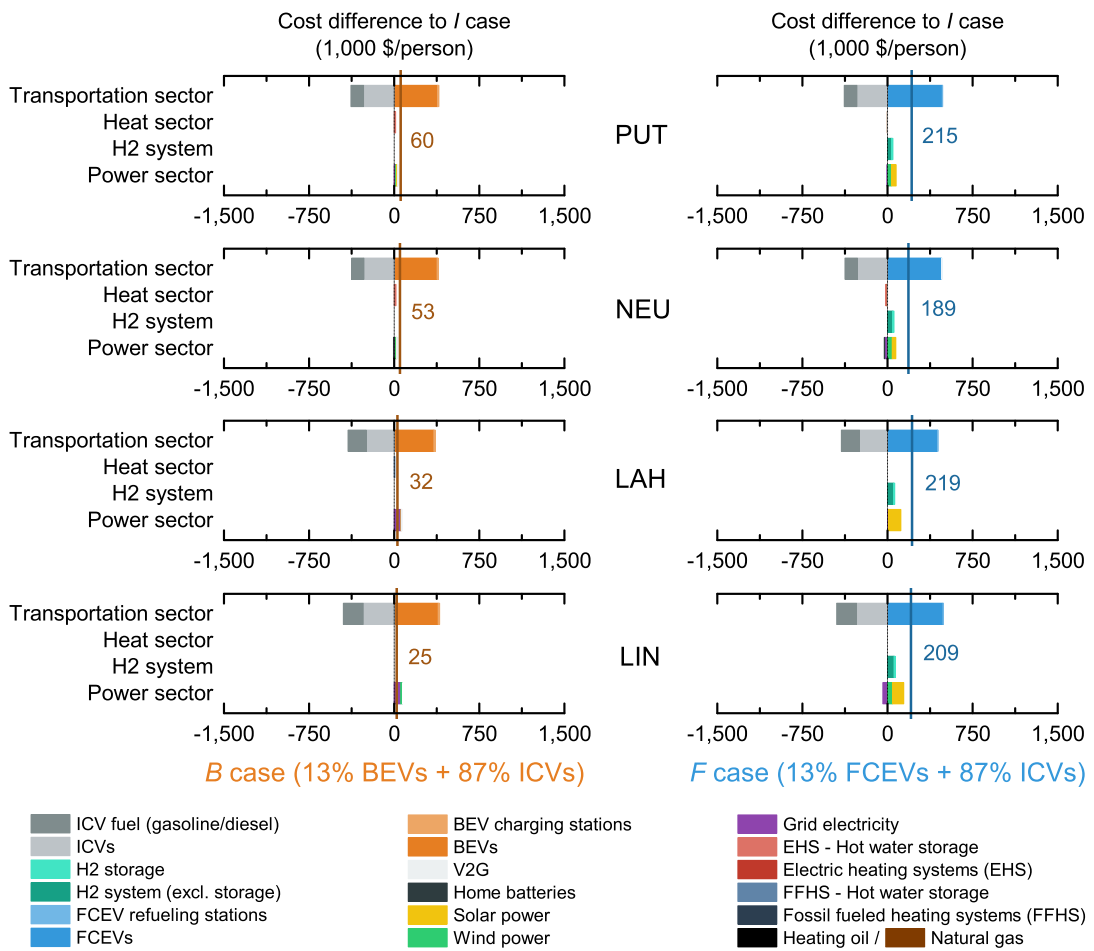 Cost difference to I case
(1,000 $/person)
Cost difference to I case
(1,000 $/person)
Transportation sector
Heat sector
H2 system
Power sector
60
PUT
215
-1,500 -750 0 750 1,500
-1,500 -750 0 750 1,500
Transportation sector
Heat sector
H2 system
Power sector
53
NEU
189
-1,500 -750 0 750 1,500
-1,500 -750 0 750 1,500
Transportation sector
Heat sector
H2 system
Power sector
32
LAH
219
-1,500 -750 0 750 1,500
-1,500 -750 0 750 1,500
Transportation sector
Heat sector
H2 system
Power sector
25
LIN
209
-1,500 -750 0 750 1,500
-1,500 -750 0 750 1,500
B case (13% BEVs + 87% ICVs)
F case (13% FCEVs + 87% ICVs)
ICV fuel (gasoline/diesel)
ICVs
H2 storage
H2 system (excl. storage)
FCEV refueling stations
FCEVs
BEV charging stations
BEVs
V2G
Home batteries
Solar power
Wind power
Grid electricity
EHS - Hot water storage
Electric heating systems (EHS)
FFHS - Hot water storage
Fossil fueled heating systems (FFHS)
Heating oil / Natural gas